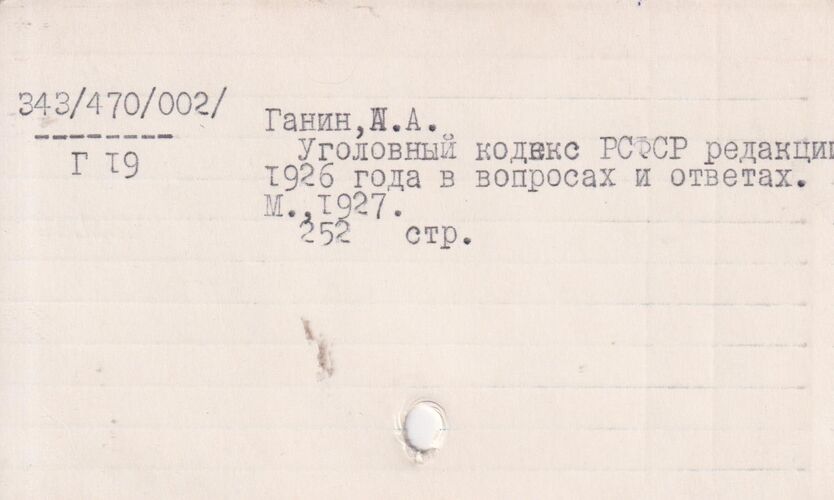 343/470/002/
Г 19
Ганин, А.А.
Уголовный кодекс РСФСР редакции
1926 года в вопросах и ответах.
М.,1927.
252 стр.